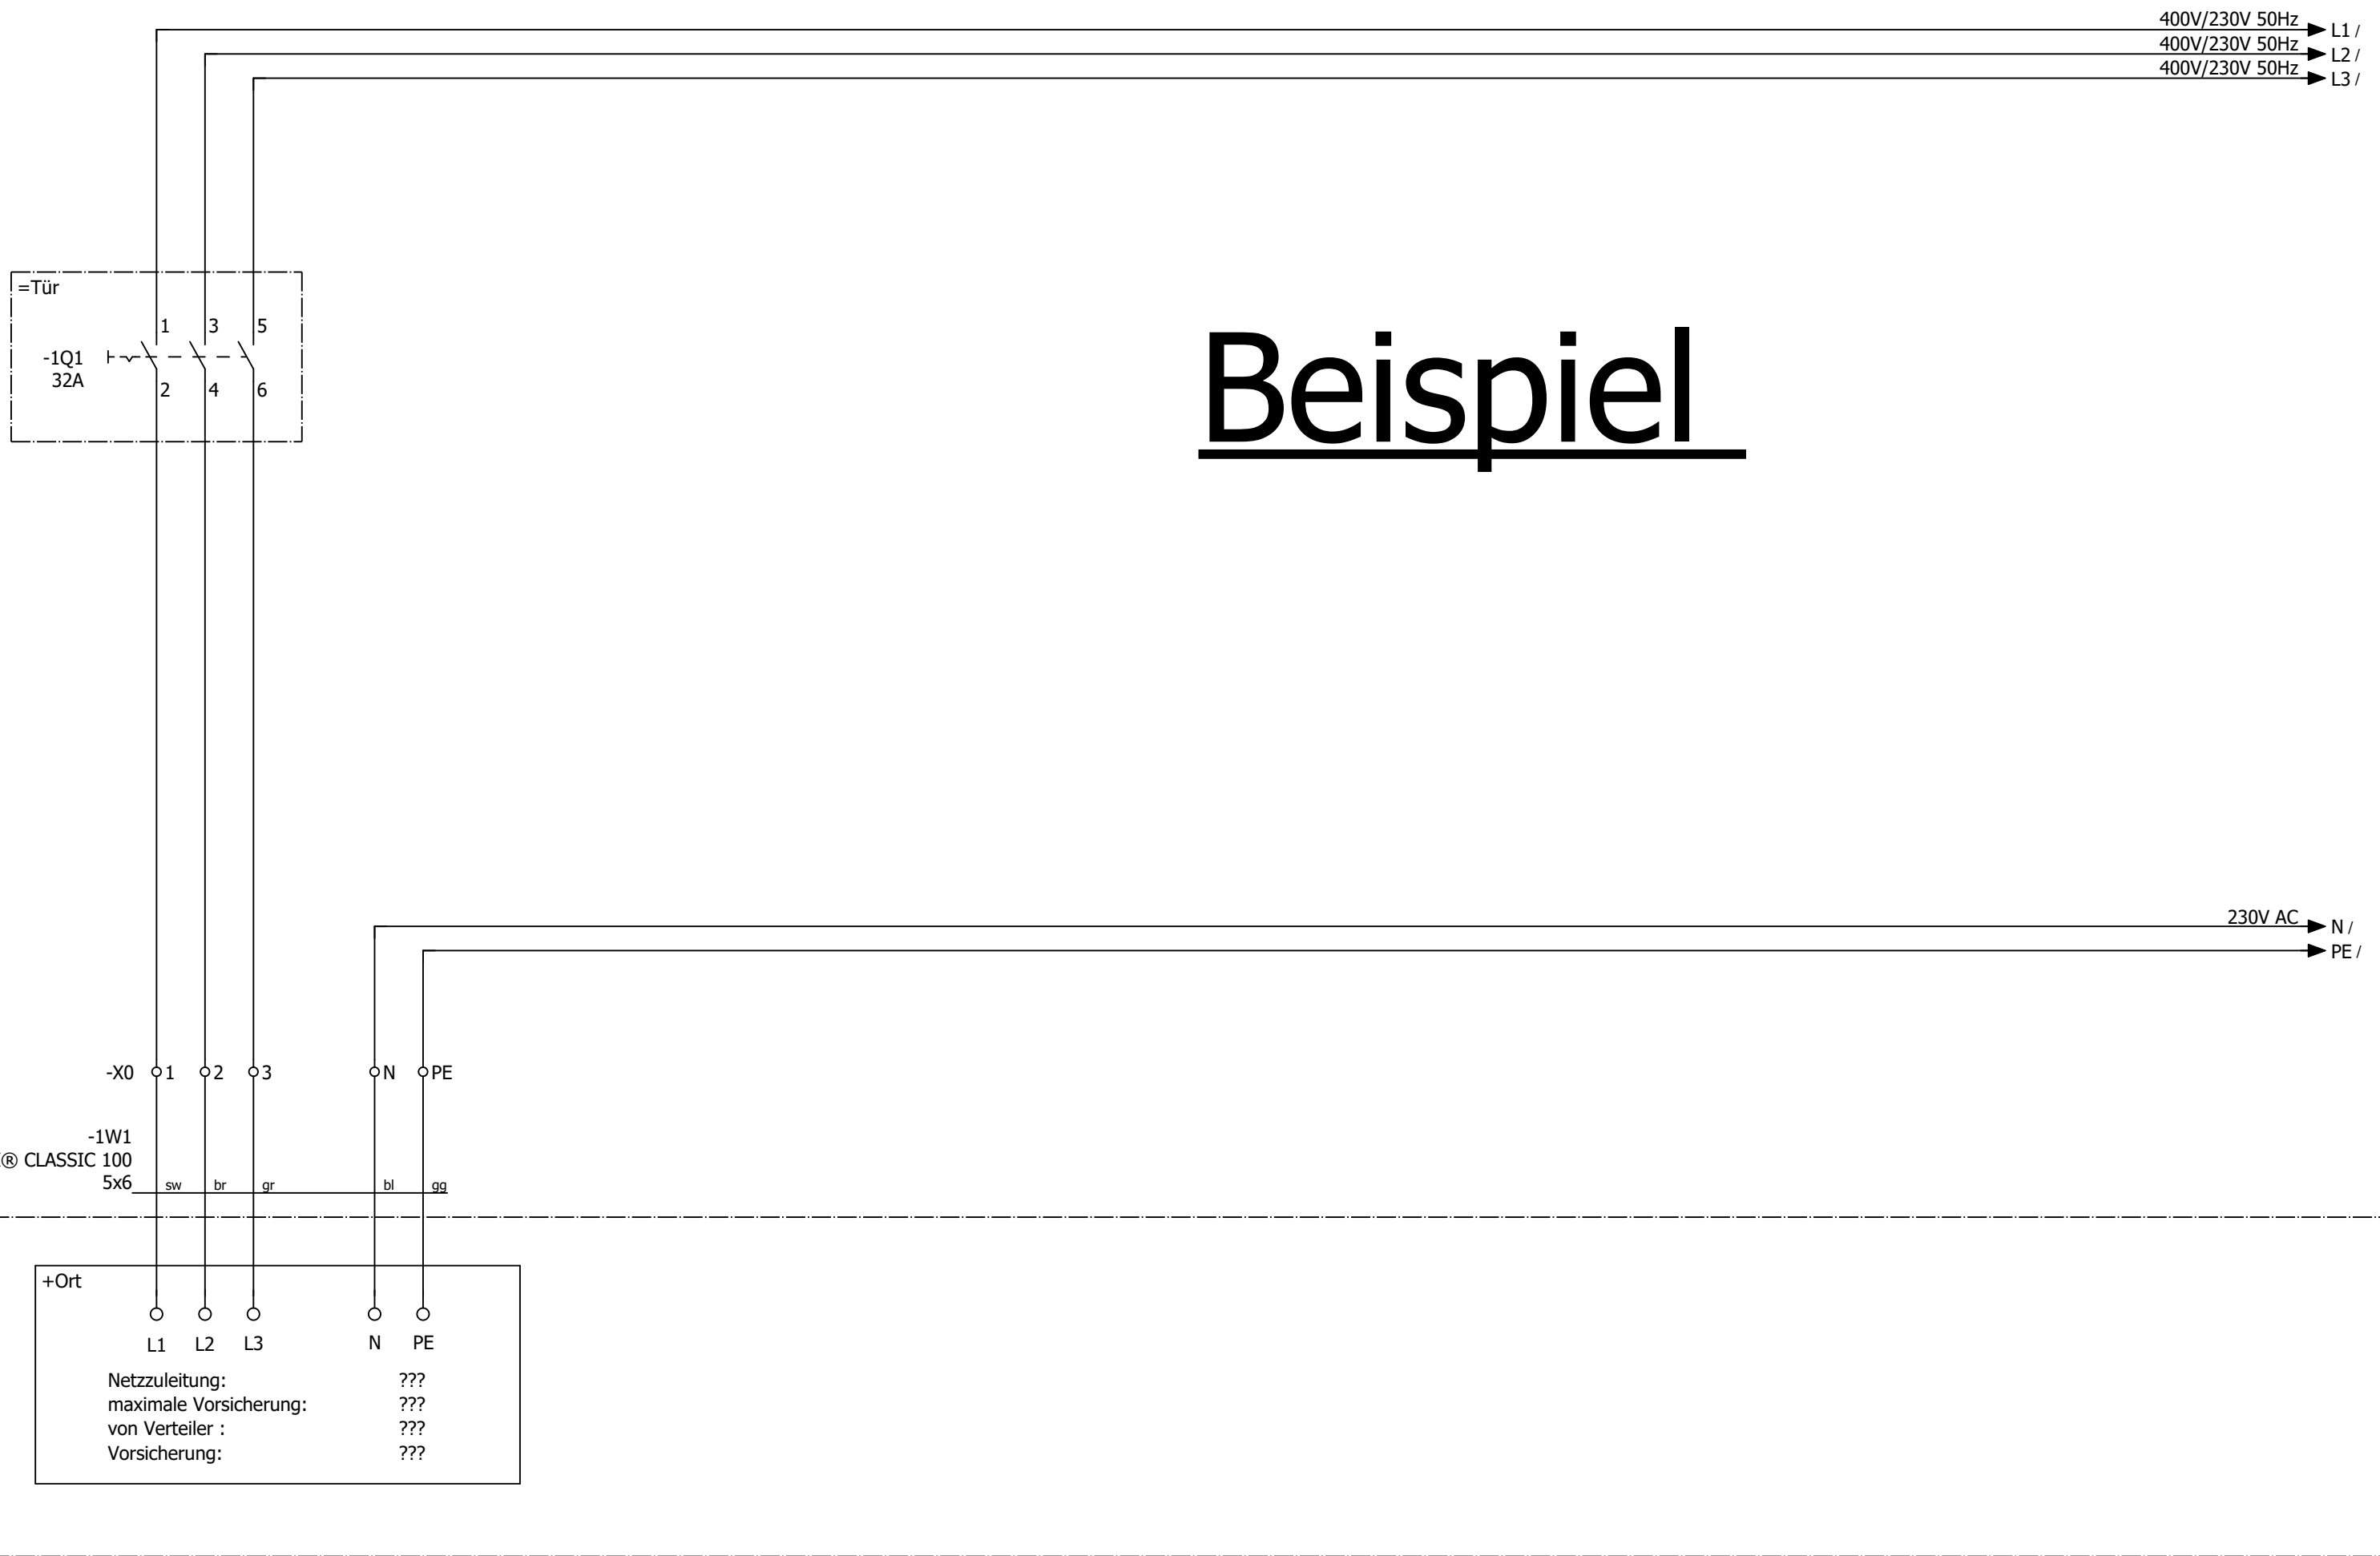 400V/230V 50Hz L1 /
400V/230V 50Hz L2 /
400V/230V 50Hz L3 /
=Tür
1 3 5
-1Q1
32A
2 4 6
Beispiel
230V AC N /
PE /
-X0 1 2 3 N PE
-1W1
® CLASSIC 100
5x6 sw br gr bl gg
+Ort
L1 L2 L3 N PE
Netzzuleitung: ???
maximale Vorsicherung: ???
von Verteiler : ???
Vorsicherung: ???